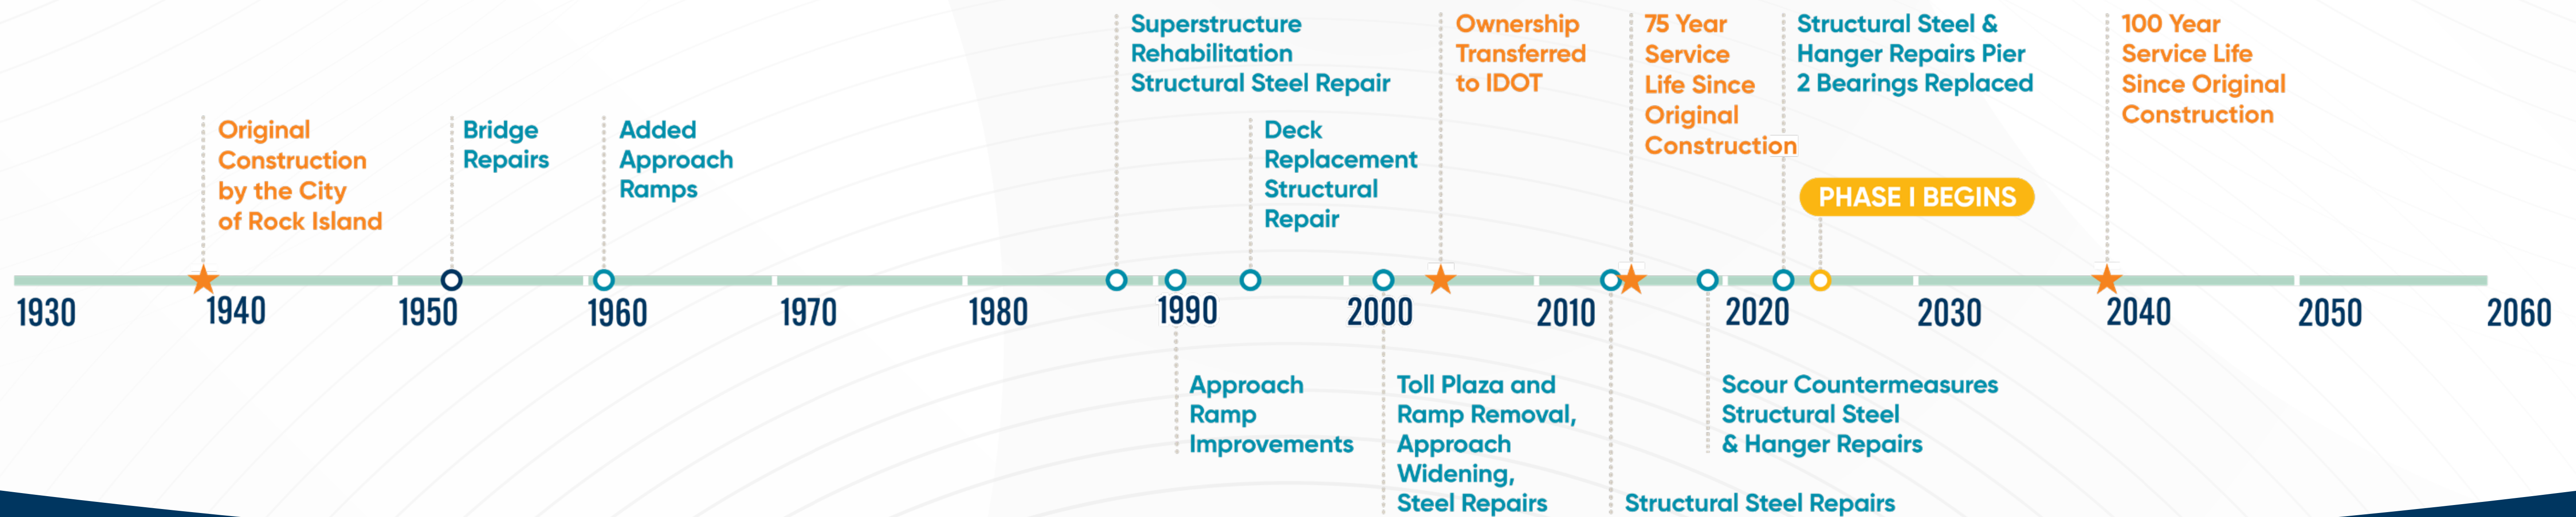 Original
Construction
by the City
of Rock Island
Bridge
Repairs
Added
Approach
Ramps
Superstructure
Rehabilitation
Structural Steel Repair
Deck
Replacement
Structural
Repair
Ownership
Transferred
to IDOT
75 Year
Service
Life Since
Original
Construction
Structural Steel &
Hanger Repairs Pier
2 Bearings Replaced
PHASE I BEGINS
100 Year
Service Life
Since Original
Construction
1930 1940 1950 1960 1970 1980 1990 2000 2010 2020 2030 2040 2050 2060
Approach
Ramp
Improvements
Toll Plaza and
Ramp Removal,
Approach
Widening,
Steel Repairs
Structural Steel Repairs
Scour Countermeasures
Structural Steel
& Hanger Repairs